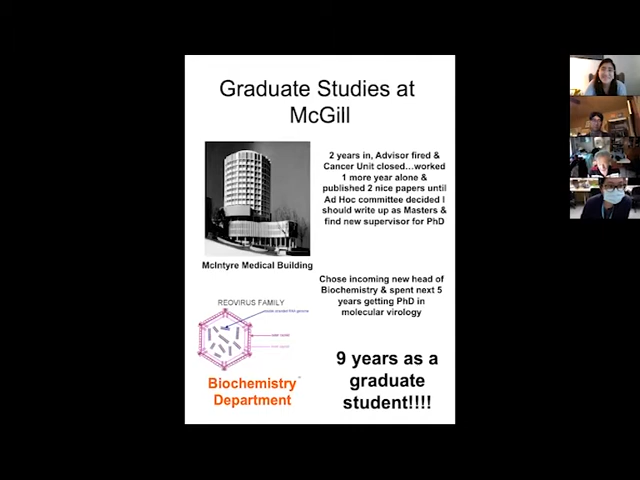 Graduate Studies at
McGill
2 years in, Advisor fired &
Cancer Unit closed...worked
1 more year alone &
published 2 nice papers until
Ad Hoc committee decided I
should write up as Masters &
find new supervisor for PhD
McIntyre Medical Building
Chose incoming new head of
Biochemistry & spent next 5
years getting PhD in
molecular virology
REOVIRUS FAMILY
Biochemistry
Department
9 years as a
graduate
student!!!!